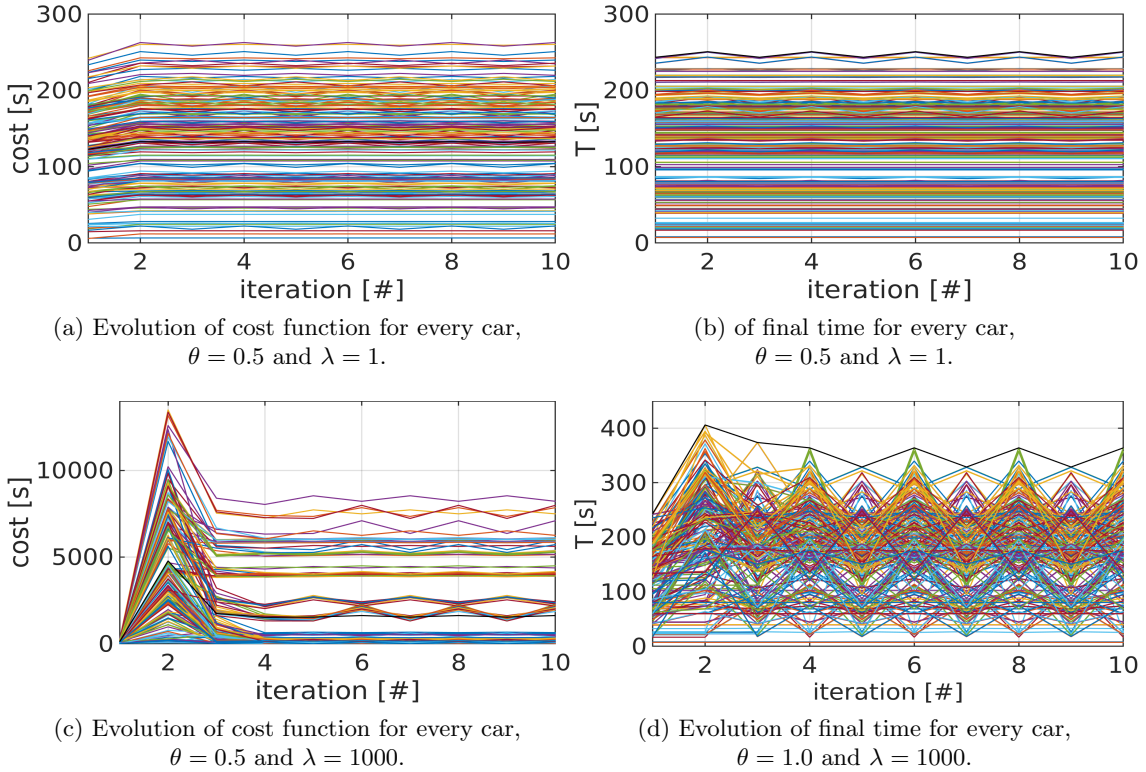 300
200
100
0
cost [s]
2 4 6 8 10
iteration [#]
(a) Evolution of cost function for every car,
θ = 0.5 and λ = 1.
300
200
100
0
T [s]
2 4 6 8 10
iteration [#]
(b) of final time for every car,
θ = 0.5 and λ = 1.
10000
5000
0
cost [s]
2 4 6 8 10
iteration [#]
(c) Evolution of cost function for every car,
θ = 0.5 and λ = 1000.
400
300
200
100
0
T [s]
2 4 6 8 10
iteration [#]
(d) Evolution of final time for every car,
θ = 1.0 and λ = 1000.